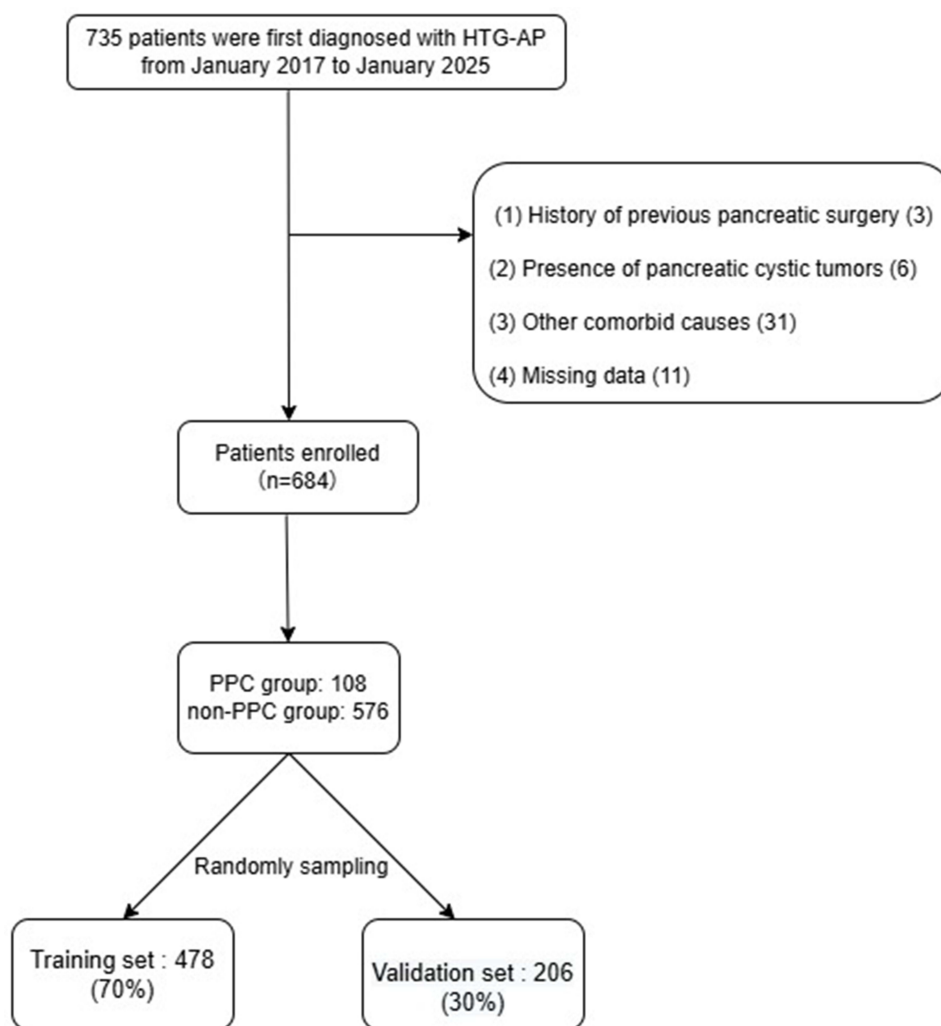 735 patients were first diagnosed with HTG-AP
from January 2017 to January 2025
(1) History of previous pancreatic surgery (3)
(2) Presence of pancreatic cystic tumors (6)
(3) Other comorbid causes (31)
(4) Missing data (11)
Patients enrolled
(n=684)
PPC group: 108
non-PPC group: 576
Randomly sampling
Training set : 478
(70%)
Validation set : 206
(30%)